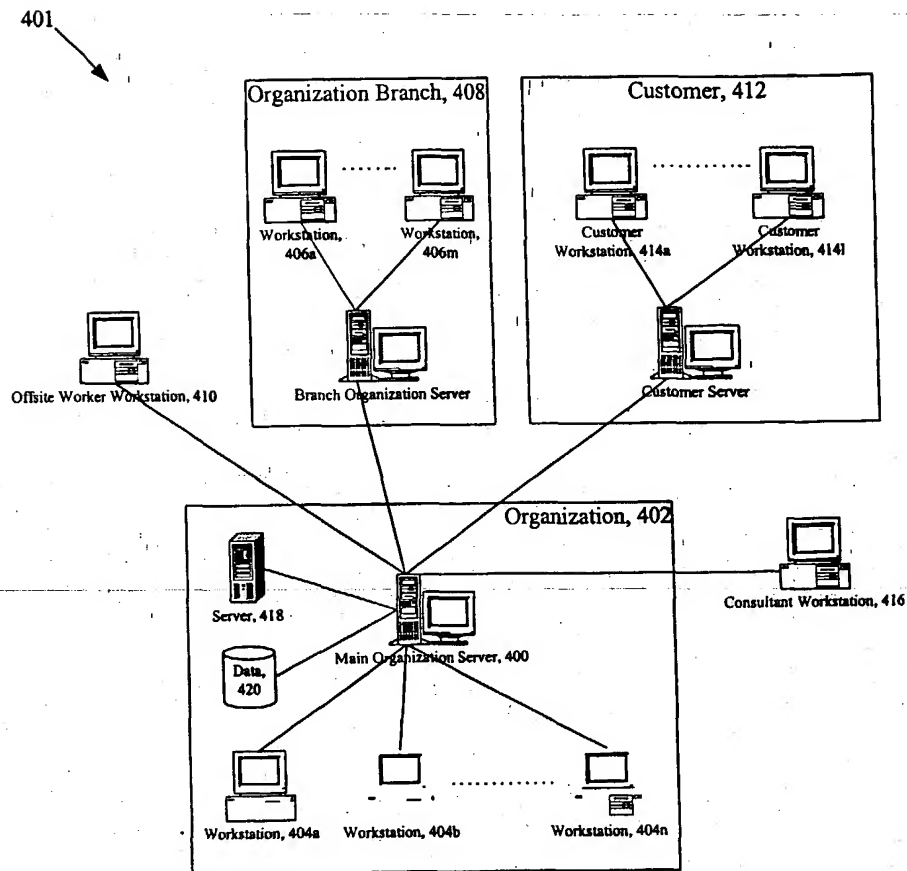 401
Organization Branch, 408
Customer, 412
Workstation,
406a
Workstation,
406m
Customer
Workstation, 414a
Customer
Workstation, 414l
Branch Organization Server
Customer Server
Offsite Worker Workstation, 410
Organization, 402
Server, 418
Main Organization Server, 400
Consultant Workstation, 416
Data,
420
Workstation, 404a
Workstation, 404b
Workstation, 404n